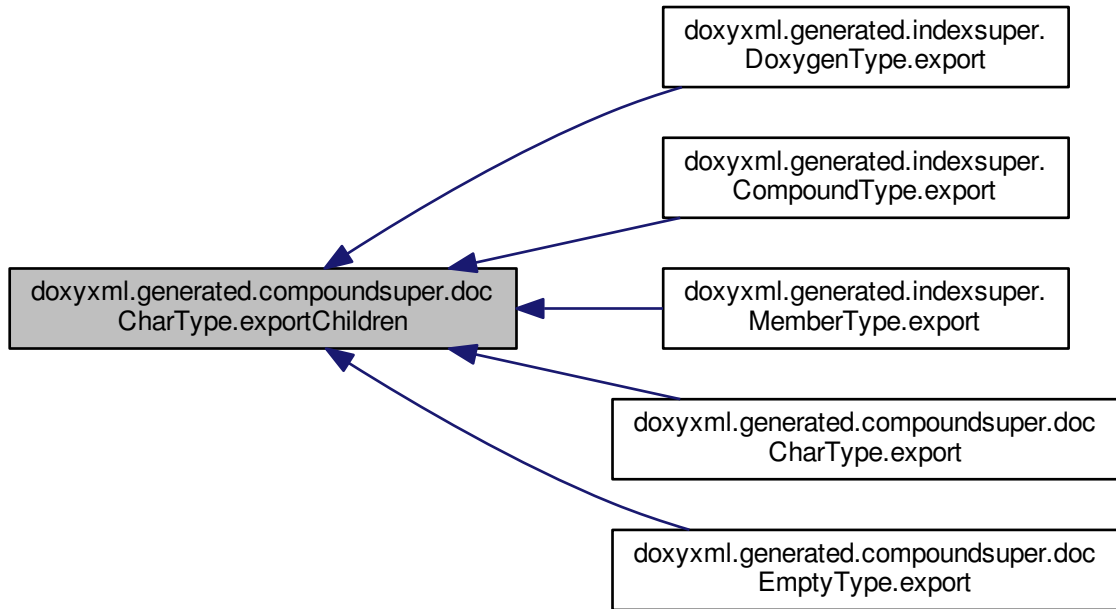 doxyxml.generated.indexsuper.
DoxygenType.export
doxyxml.generated.indexsuper.
CompoundType.export
doxyxml.generated.compoundsuper.doc
CharType.exportChildren
doxyxml.generated.indexsuper.
MemberType.export
doxyxml.generated.compoundsuper.doc
CharType.export
doxyxml.generated.compoundsuper.doc
EmptyType.export